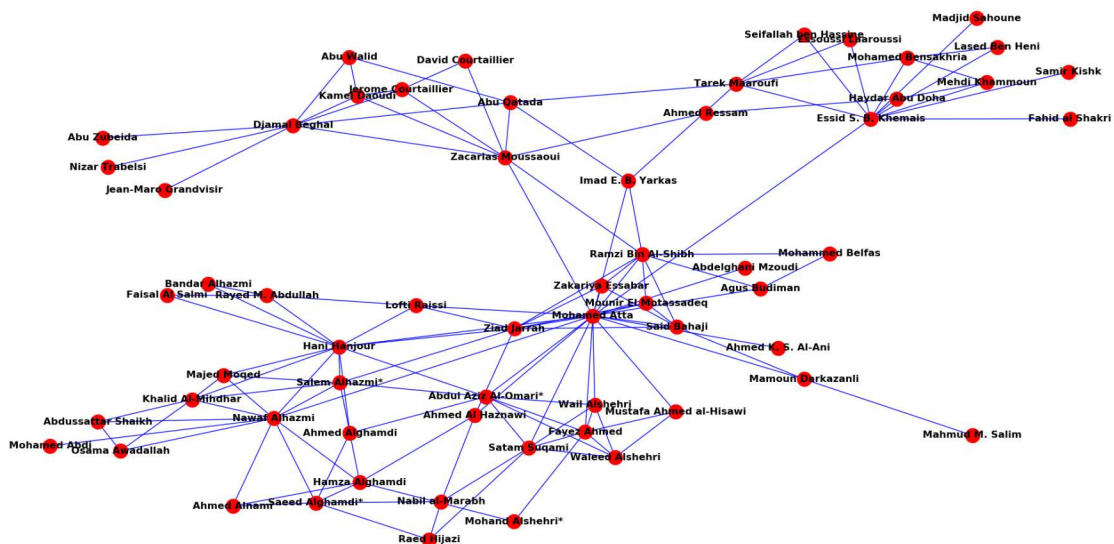 Madjid Sahoune
Seifallah ben Hassine
Essoussi Laaroussi
Lased Ben Heni
Mohamed Bensakhria
Abu Walid
David Courtaillier
Samir Kishk
Tarek Maaroufi
Mehdi Khammoun
Jerome Courtaillier
Kamel Daoudi
Haydar Abu Doha
Abu Qatada
Ahmed Ressam
Essid S. B. Khemais
Fahid al Shakri
Djamal Beghal
Abu Zubeida
Zacarias Moussaoui
Nizar Trabelsi
Imad E. B. Yarkas
Jean-Maro Grandvisir
Ramzi Bin Al-Shibh
Mohammed Belfas
Abdelghani Mzoudi
Bandar Alhazmi
Zakariya Essabar
Agus Budiman
Faisal Al Salmi
Rayed M. Abdullah
Lofti Raissi
Mounir El Motassadeq
Mohamed Atta
Ziad Jarrah
Said Bahaji
Hani Hanjour
Ahmed K. S. Al-Ani
Majed Moqed
Salem Alhazmi*
Mamoun Darkazanli
Khalid Al-Mihdhar
Abdul Aziz Al-Omari*
Wail Alshehri
Mustafa Ahmed al-Hisawi
Ahmed Al Haznawi
Nawaf Alhazmi
Abdussattar Shaikh
Ahmed Alghamdi
Fayez Ahmed
Mahmud M. Salim
Mohamed Abdi
Osama Awadallah
Satam Suqami
Waleed Alshehri
Hamza Alghamdi
Ahmed Alnami
Saeed Alghamdi*
Nabil al-Marabh
Mohand Alshehri*
Raed Hijazi